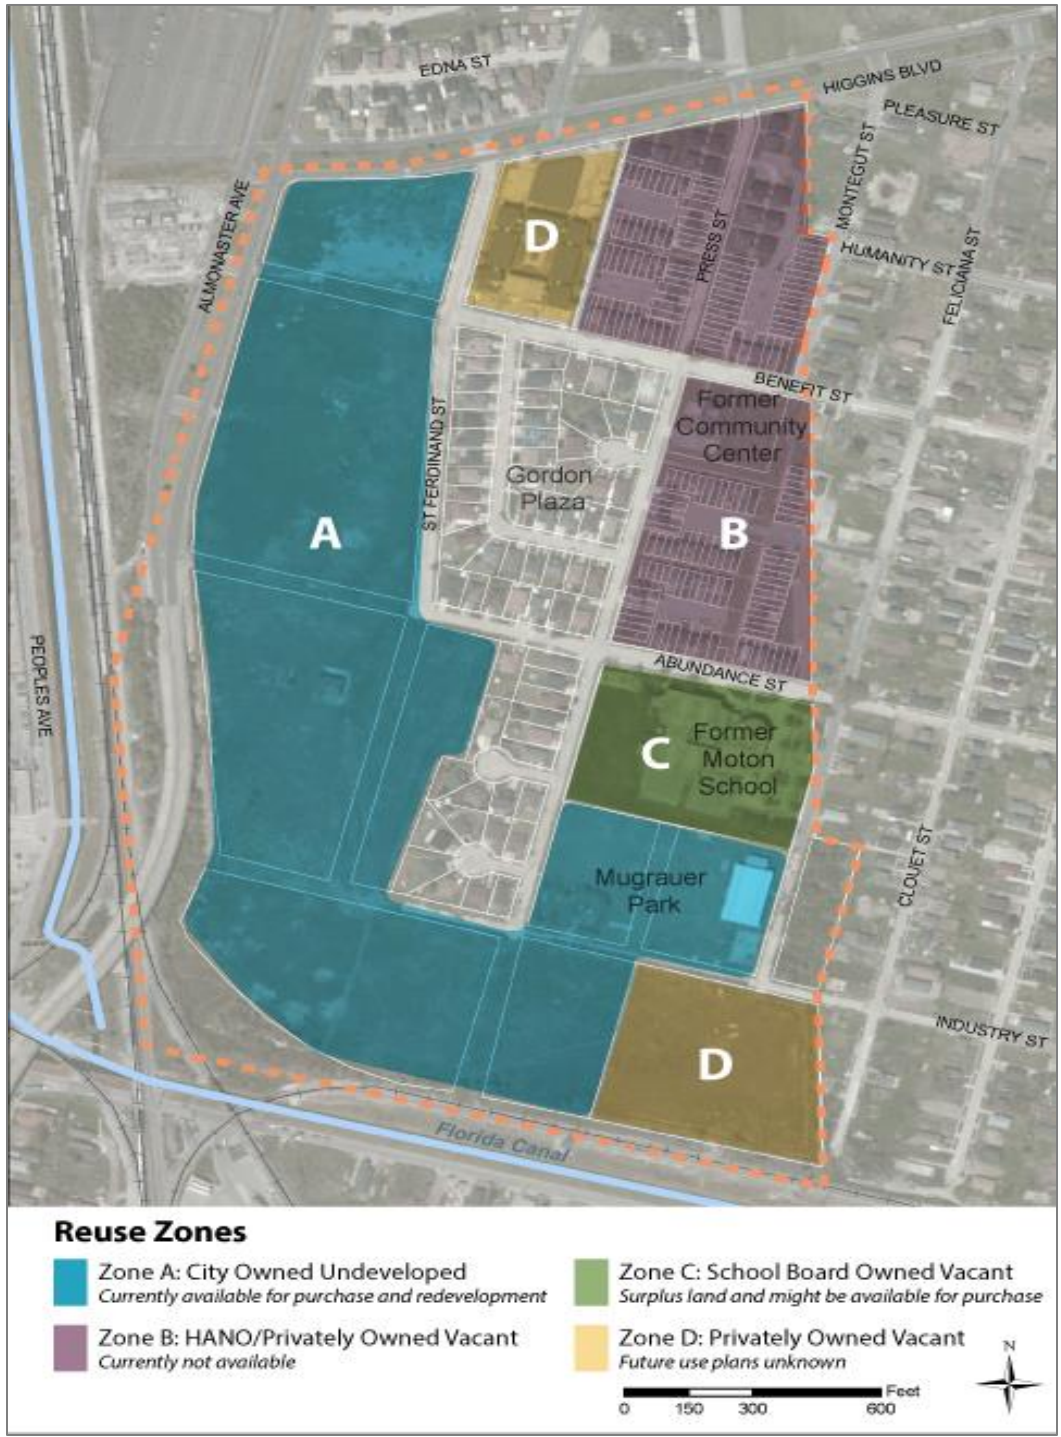 EDNA ST
HIGGINS BLVD
PLEASURE ST
MONTEGUT ST
ALMONASTER AVE
D
PRESS ST
HUMANITY ST
FELICIANA ST
BENEFIT ST
Former
Community
Center
ST FERDINAND ST
Gordon
Plaza
A
B
PEOPLES AVE
ABUNDANCE ST
C
Former
Moton
School
CLOUET ST
Mugrauer
Park
INDUSTRY ST
D
Florida Canal
Reuse Zones
Zone A: City Owned Undeveloped
Currently available for purchase and redevelopment
Zone B: HANO/Privately Owned Vacant
Currently not available
Zone C: School Board Owned Vacant
Surplus land and might be available for purchase
Zone D: Privately Owned Vacant
Future use plans unknown
N
Feet
0 150 300 600